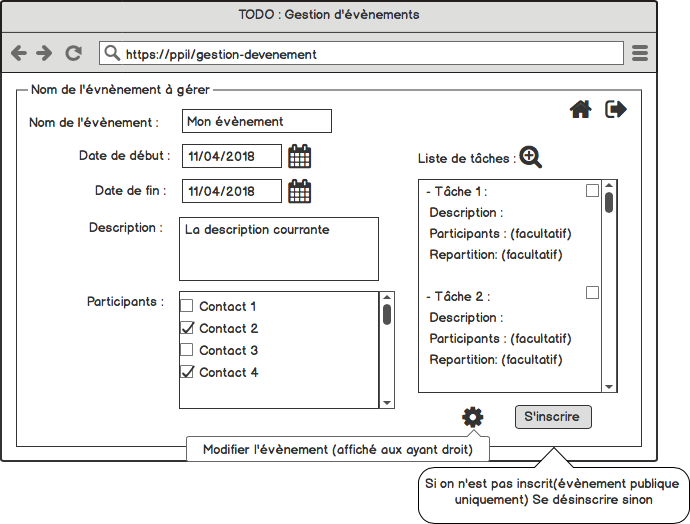 TODO : Gestion d'évènements
https://ppil/gestion-devenement
Nom de l'évnènement à gérer
Nom de l'évènement :
Mon évènement
Date de début :
11/04/2018
Date de fin :
11/04/2018
Description :
La description courrante
Participants :
Contact 1
Contact 2
Contact 3
Contact 4
Liste de tâches :
- Tâche 1 :
Description :
Participants : (facultatif)
Repartition: (facultatif)
- Tâche 2 :
Description :
Participants : (facultatif)
Repartition: (facultatif)
S'inscrire
Modifier l'évènement (affiché aux ayant droit)
Si on n'est pas inscrit(évènement publique
uniquement) Se désinscrire sinon